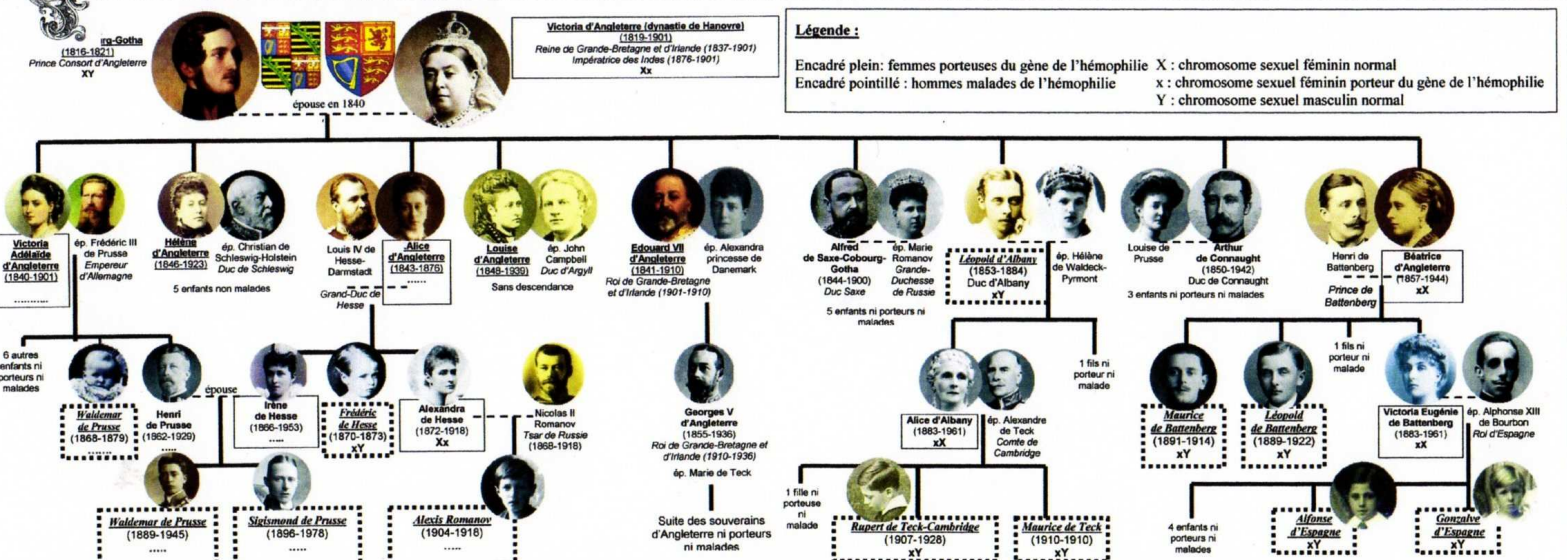 rg-Gotha
(1816-1821)
Prince Consort d'Angleterre
XY
épouse en 1840
Victoria d'Angleterre (dynastie de Hanovre)
(1819-1901)
Reine de Grande-Bretagne et d'Irlande (1837-1901)
Impératrice des Indes (1876-1901)
Xx
Légende :
Encadré plein: femmes porteuses du gène de l'hémophilie
Encadré pointillé : hommes malades de l'hémophilie
X : chromosome sexuel féminin normal
x : chromosome sexuel féminin porteur du gène de l'hémophilie
Y : chromosome sexuel masculin normal
Victoria
Adélaïde
d'Angleterre
(1840-1901)
...........
ép. Frédéric III
de Prusse
Empereur
d'Allemagne
Hélène
d'Angleterre
(1846-1923)
ép. Christian de
Schleswig-Holstein
Duc de Schleswig
5 enfants non malades
Louis IV de
Hesse-
Darmstadt
Grand-Duc de
Hesse
Alice
d'Angleterre
(1843-1876)
......
Louise
d'Angleterre
(1848-1939)
ép. John
Campbell
Duc d'Argyll
Sans descendance
Edouard VII
d'Angleterre
(1841-1910)
Roi de Grande-Bretagne
et d'Irlande (1901-1910)
ép. Alexandra
princesse de
Danemark
Alfred
de Saxe-Cobourg-
Gotha
(1844-1900)
Duc Saxe
ép. Marie
Romanov
Grande-
Duchesse
de Russie
5 enfants ni porteurs ni
malades
Léopold d'Albany
(1853-1884)
Duc d'Albany
xY
ép. Hélène
de Waldeck-
Pyrmont
Louise de
Prusse
Arthur
de Connaught
(1850-1942)
Duc de Connaught
3 enfants ni porteurs ni malades
Henri de
Battenberg
Prince de
Battenberg
Béatrice
d'Angleterre
(1857-1944)
xX
6 autres
enfants ni
porteurs ni
malades
Waldemar
de Prusse
(1868-1879)
.......
Henri
de Prusse
(1862-1929)
.....
épouse
Irène
de Hesse
(1866-1953)
.....
Frédéric
de Hesse
(1870-1873)
xY
Alexandra
de Hesse
(1872-1918)
Xx
Nicolas II
Romanov
Tsar de Russie
(1868-1918)
Georges V
d'Angleterre
(1855-1936)
Roi de Grande-Bretagne et
d'Irlande (1910-1936)
ép. Marie de Teck
Alice d'Albany
(1883-1961)
xX
ép. Alexandre
de Teck
Comte de
Cambridge
1 fils ni
porteur ni
malade
Maurice
de Battenberg
(1891-1914)
xY
Léopold
de Battenberg
(1889-1922)
xY
1 fils ni
porteur ni
malade
Victoria Eugénie
de Battenberg
(1883-1961)
xX
ép. Alphonse XIII
de Bourbon
Roi d'Espagne
Waldemar de Prusse
(1889-1945)
.....
Sigismond de Prusse
(1896-1978)
.....
Alexis Romanov
(1904-1918)
.....
Suite des souverains
d'Angleterre ni porteurs
ni malades
1 fille ni
porteuse
ni
malade
Rupert de Teck-Cambridge
(1907-1928)
xY
Maurice de Teck
(1910-1910)
xY
4 enfants ni
porteurs ni
malades
Alfonse
d'Espagne
xY
Gonzalve
d'Espagne
xY